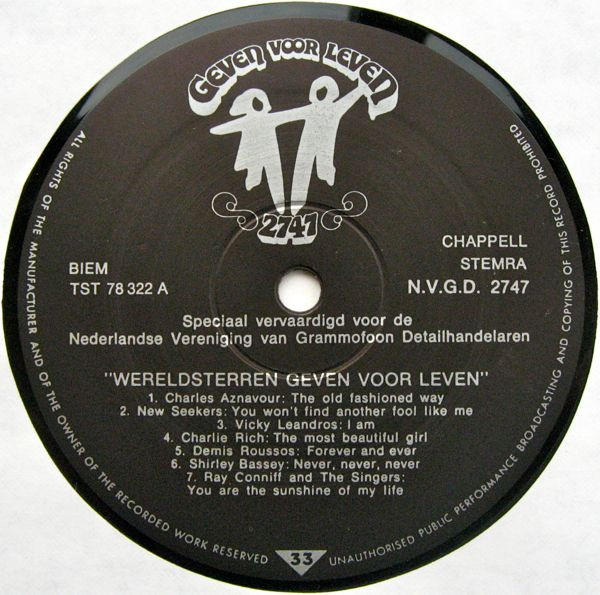 GEVEN VOOR LEVEN
2747
BIEM
TST 78 322 A
CHAPPELL
STEMRA
N.V.G.D. 2747
Speciaal vervaardigd voor de
Nederlandse Vereniging van Grammofoon Detailhandelaren
"WERELDSTERREN GEVEN VOOR LEVEN"
1. Charles Aznavour: The old fashioned way
2. New Seekers: You won't find another fool like me
3. Vicky Leandros: I am
4. Charlie Rich: The most beautiful girl
5. Demis Roussos: Forever and ever
6. Shirley Bassey: Never, never, never
7. Ray Conniff and The Singers:
You are the sunshine of my life
ALL RIGHTS OF THE MANUFACTURER AND OF THE OWNER OF THE RECORDED WORK RESERVED
33
UNAUTHORISED PUBLIC PERFORMANCE BROADCASTING AND COPYING OF THIS RECORD PROHIBITED